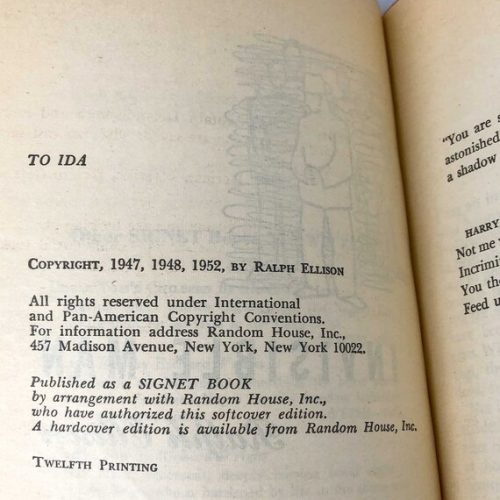 TO IDA
COPYRIGHT, 1947, 1948, 1952, BY RALPH ELLISON
All rights reserved under International
and Pan-American Copyright Conventions.
For information address Random House, Inc.,
457 Madison Avenue, New York, New York 10022.
Published as a SIGNET BOOK
by arrangement with Random House, Inc.,
who have authorized this softcover edition.
A hardcover edition is available from Random House, Inc.
TWELFTH PRINTING
"You are
astonished
a shadow
HARRY
Not me
Incrimi
You the
Feed u